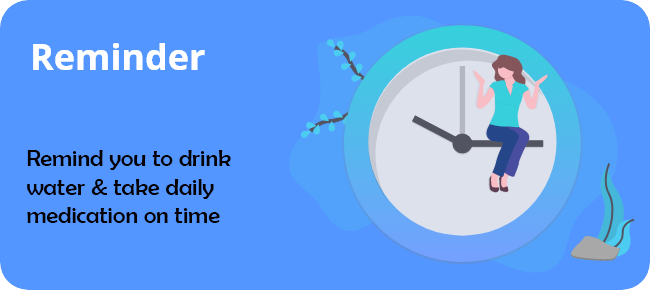 Reminder
Remind you to drink
water & take daily
medication on time